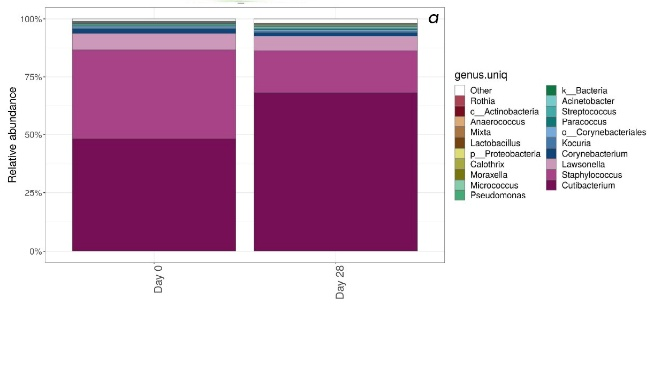 a
100%
75%
50%
25%
0%
Relative abundance
Day 0
Day 28
genus.uniq
Other
Rothia
c__Actinobacteria
Anaerococcus
Mixta
Lactobacillus
p__Proteobacteria
Calothrix
Moraxella
Micrococcus
Pseudomonas
k__Bacteria
Acinetobacter
Streptococcus
Paracoccus
o__Corynebacteriales
Kocuria
Corynebacterium
Lawsonella
Staphylococcus
Cutibacterium